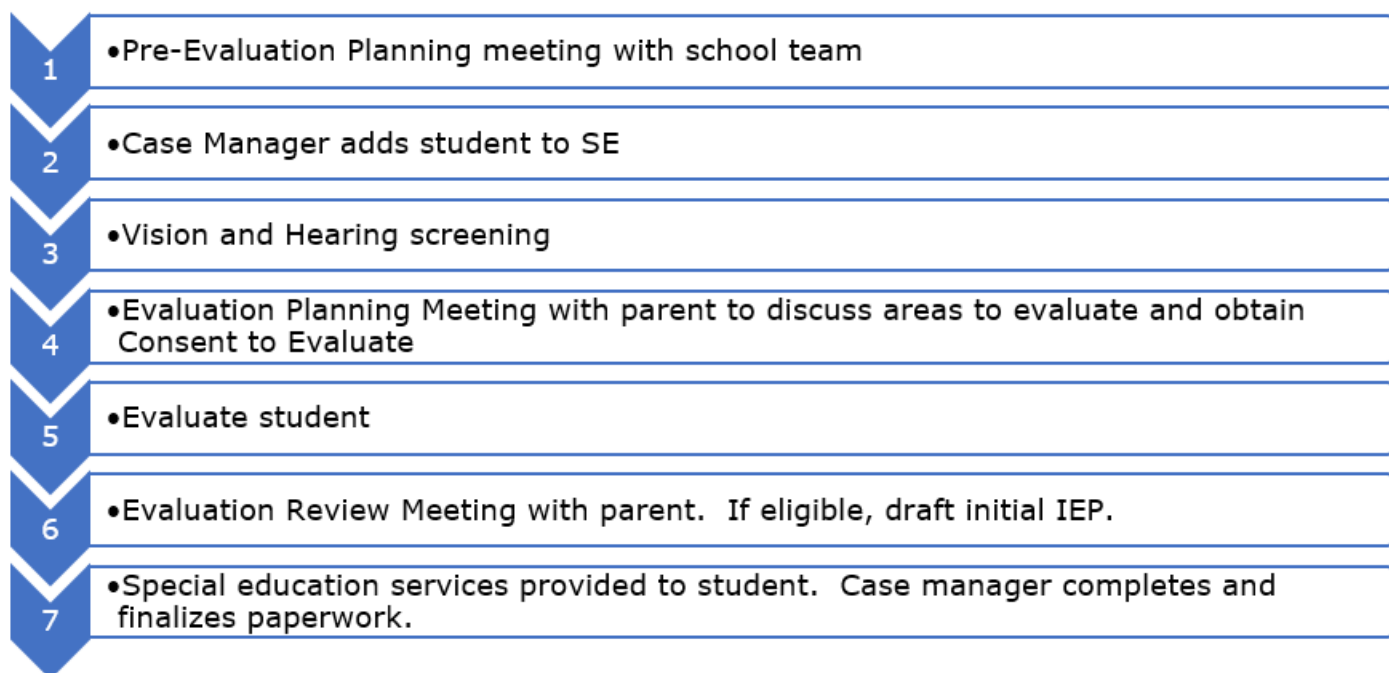 1
•Pre-Evaluation Planning meeting with school team
2
•Case Manager adds student to SE
3
•Vision and Hearing screening
4
•Evaluation Planning Meeting with parent to discuss areas to evaluate and obtain
Consent to Evaluate
5
•Evaluate student
6
•Evaluation Review Meeting with parent.  If eligible, draft initial IEP.
7
•Special education services provided to student.  Case manager completes and
finalizes paperwork.